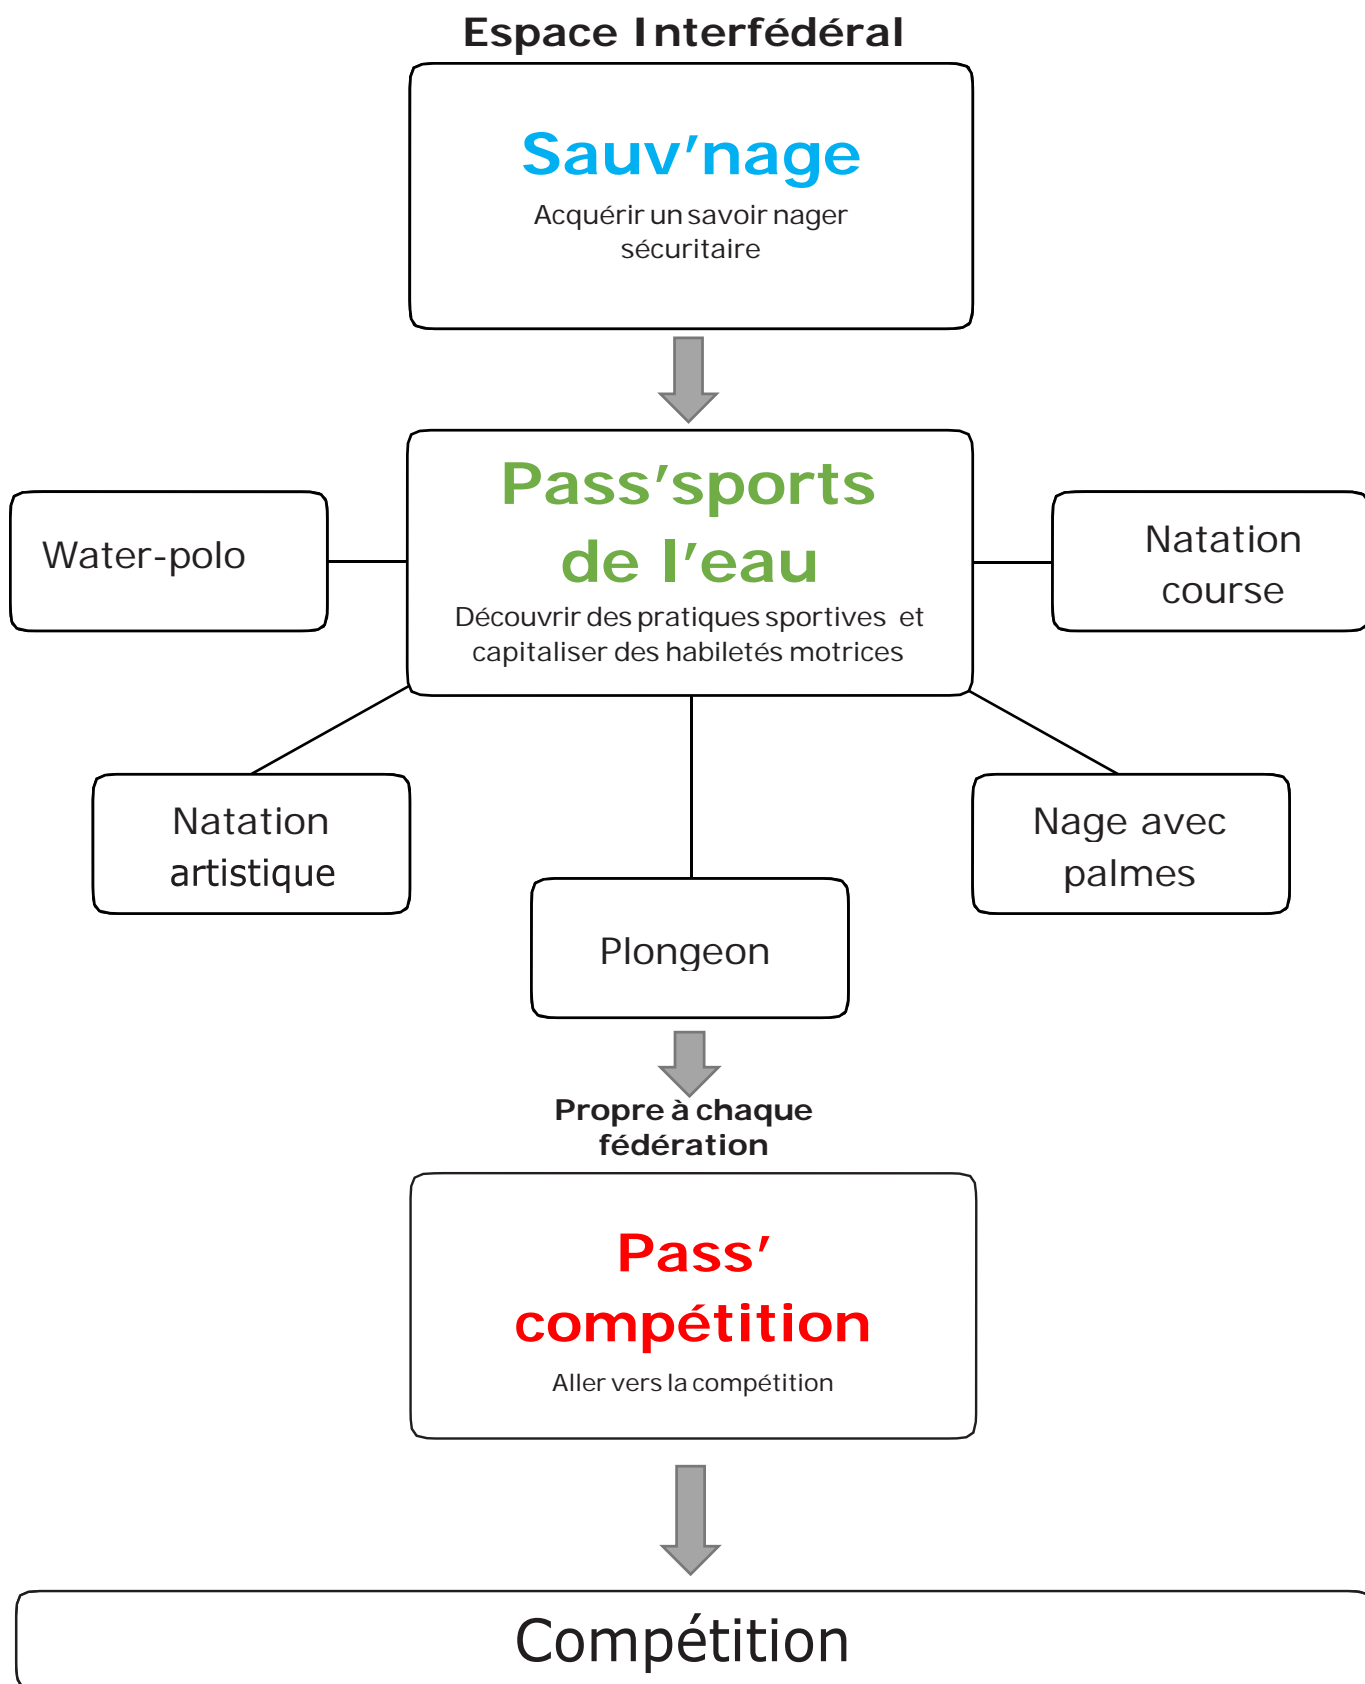 Espace Interfédéral
Sauv'nage
Acquérir un savoir nager
sécuritaire
Pass'sports
de l'eau
Découvrir des pratiques sportives et
capitaliser des habiletés motrices
Water-polo
Natation
course
Natation
artistique
Nage avec
palmes
Plongeon
Propre à chaque
fédération
Pass'
compétition
Aller vers la compétition
Compétition